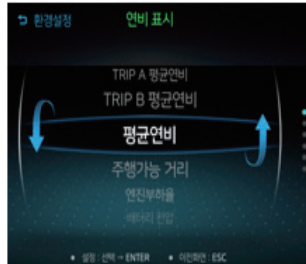 환경설정
연비 표시
TRIP A 평균연비
TRIP B 평균연비
평균연비
주행가능 거리
엔진부하율
배터리 전압
• 설정 : 선택 → ENTER • 이전화면 : ESC